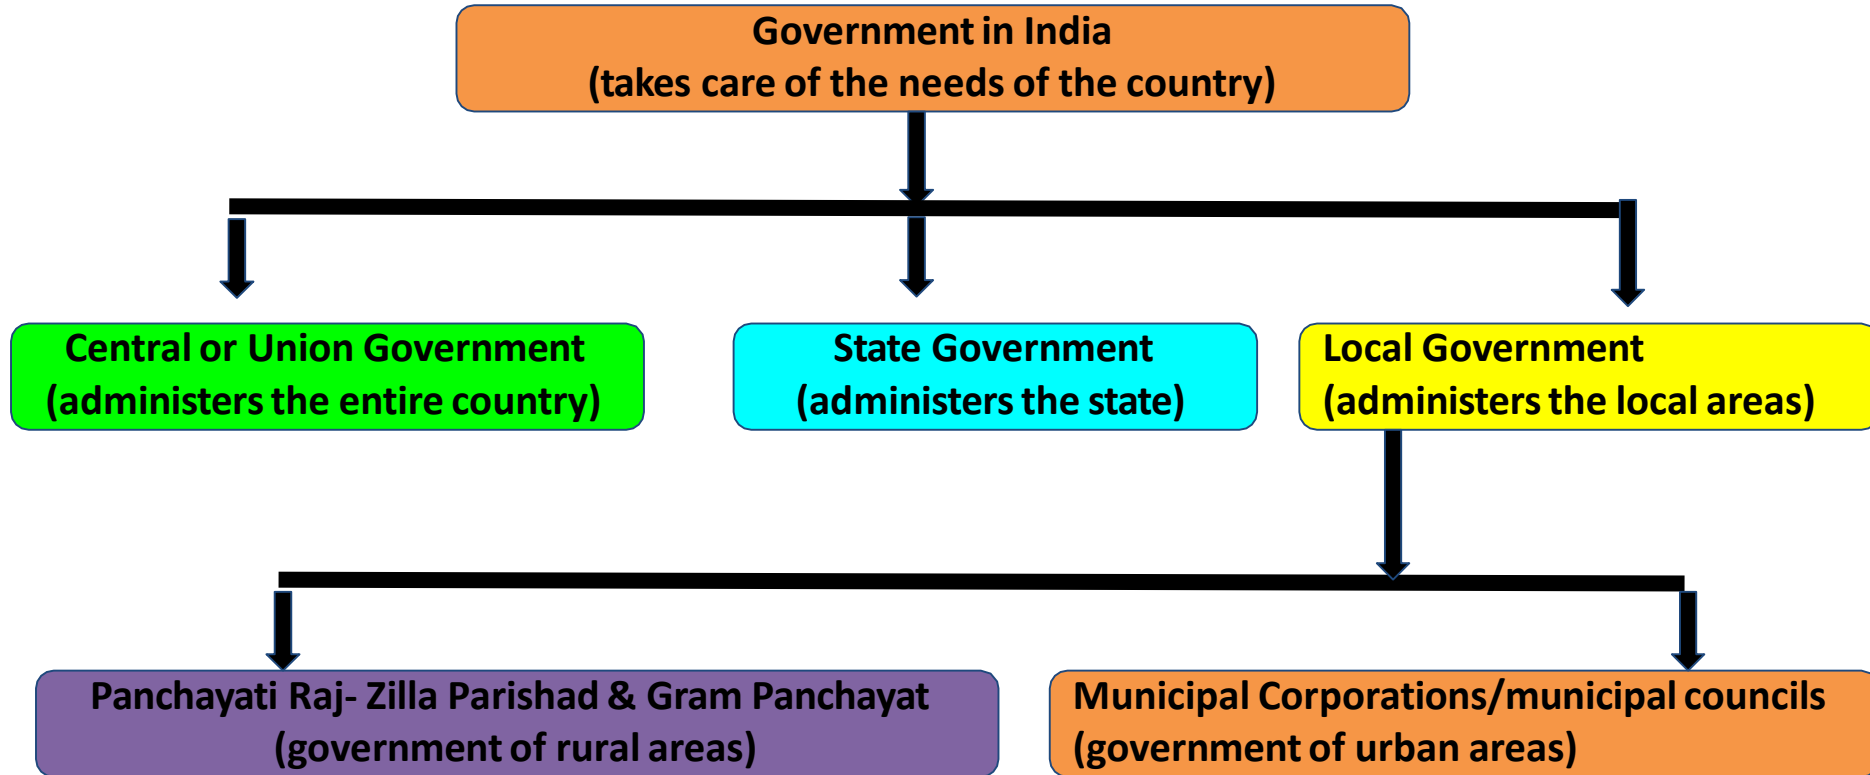 Government in India
(takes care of the needs of the country)
Central or Union Government
(administers the entire country)
State Government
(administers the state)
Local Government
(administers the local areas)
Panchayati Raj- Zilla Parishad & Gram Panchayat
(government of rural areas)
Municipal Corporations/municipal councils
(government of urban areas)